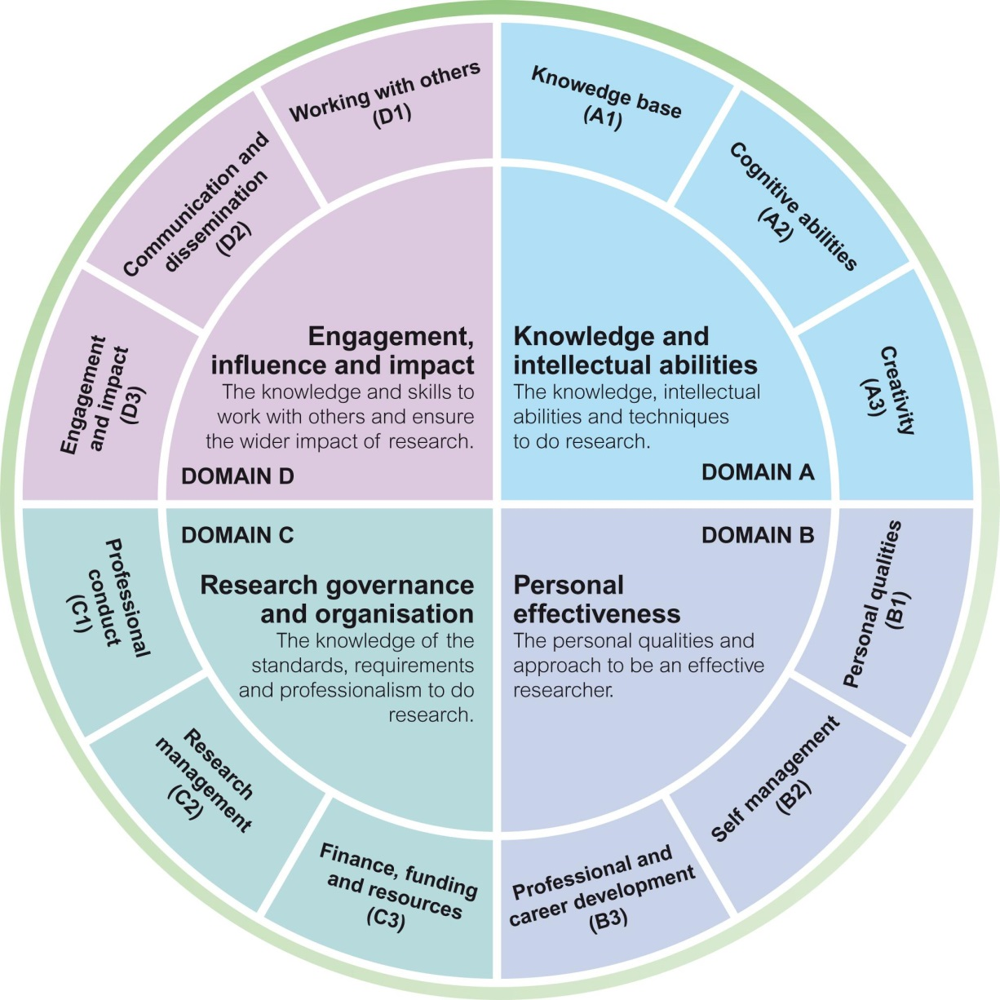 Working with others
(D1)
Communication and
dissemination
(D2)
Engagement
and impact
(D3)
Engagement,
influence and impact
The knowledge and skills to
work with others and ensure
the wider impact of research.
DOMAIN D
Knowedge base
(A1)
Cognitive abilities
(A2)
Creativity
(A3)
Knowledge and
intellectual abilities
The knowledge, intellectual
abilities and techniques
to do research.
DOMAIN A
DOMAIN B
Personal
effectiveness
The personal qualities and
approach to be an effective
researcher.
Personal qualities
(B1)
Self management
(B2)
Professional and
career development
(B3)
DOMAIN C
Research governance
and organisation
The knowledge of the
standards, requirements
and professionalism to do
research.
Professional
conduct
(C1)
Research
management
(C2)
Finance, funding
and resources
(C3)